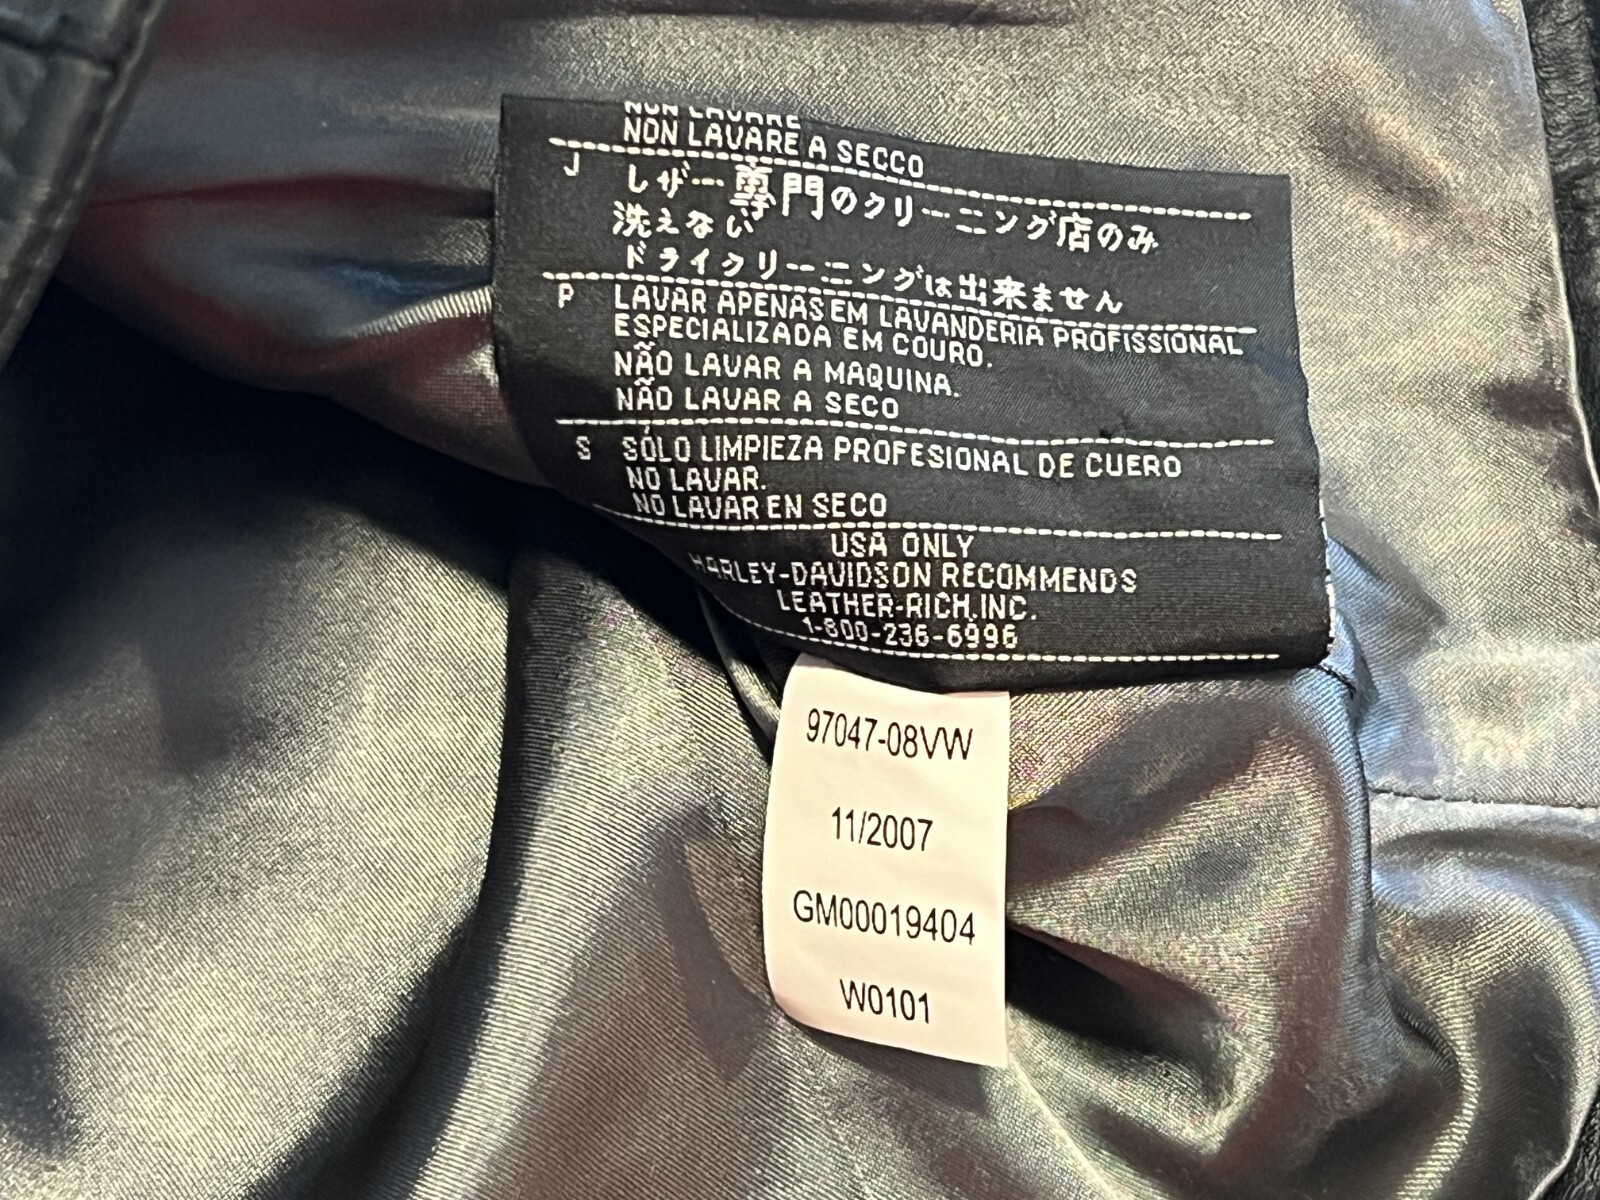 NON LAVARE
NON LAVARE A SECCO
J レザー専門のクリーニング店のみ
洗えない
ドライクリーニングは出来ません
P LAVAR APENAS EM LAVANDERIA PROFISSIONAL
ESPECIALIZADA EM COURO.
NÃO LAVAR A MAQUINA.
NÃO LAVAR A SECO
S SÓLO LIMPIEZA PROFESIONAL DE CUERO
NO LAVAR.
NO LAVAR EN SECO
USA ONLY
HARLEY-DAVIDSON RECOMMENDS
LEATHER-RICH, INC.
1-800-236-6996
97047-08VW
11/2007
GM00019404
W0101